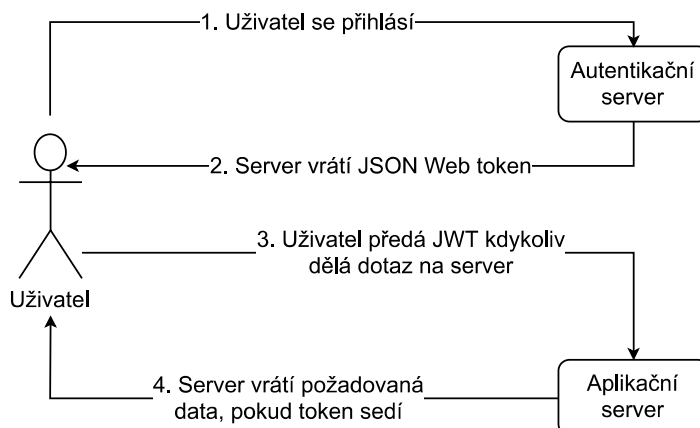 1. Uživatel se přihlásí
Autentikační
server
2. Server vrátí JSON Web token
3. Uživatel předá JWT kdykoliv
dělá dotaz na server
Uživatel
4. Server vrátí požadovaná
data, pokud token sedí
Aplikační
server